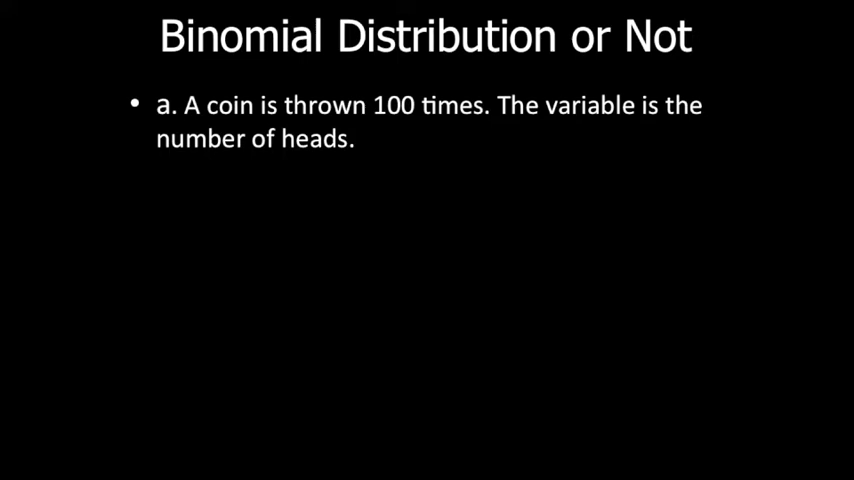 Binomial Distribution or Not
• a. A coin is thrown 100 times. The variable is the
number of heads.